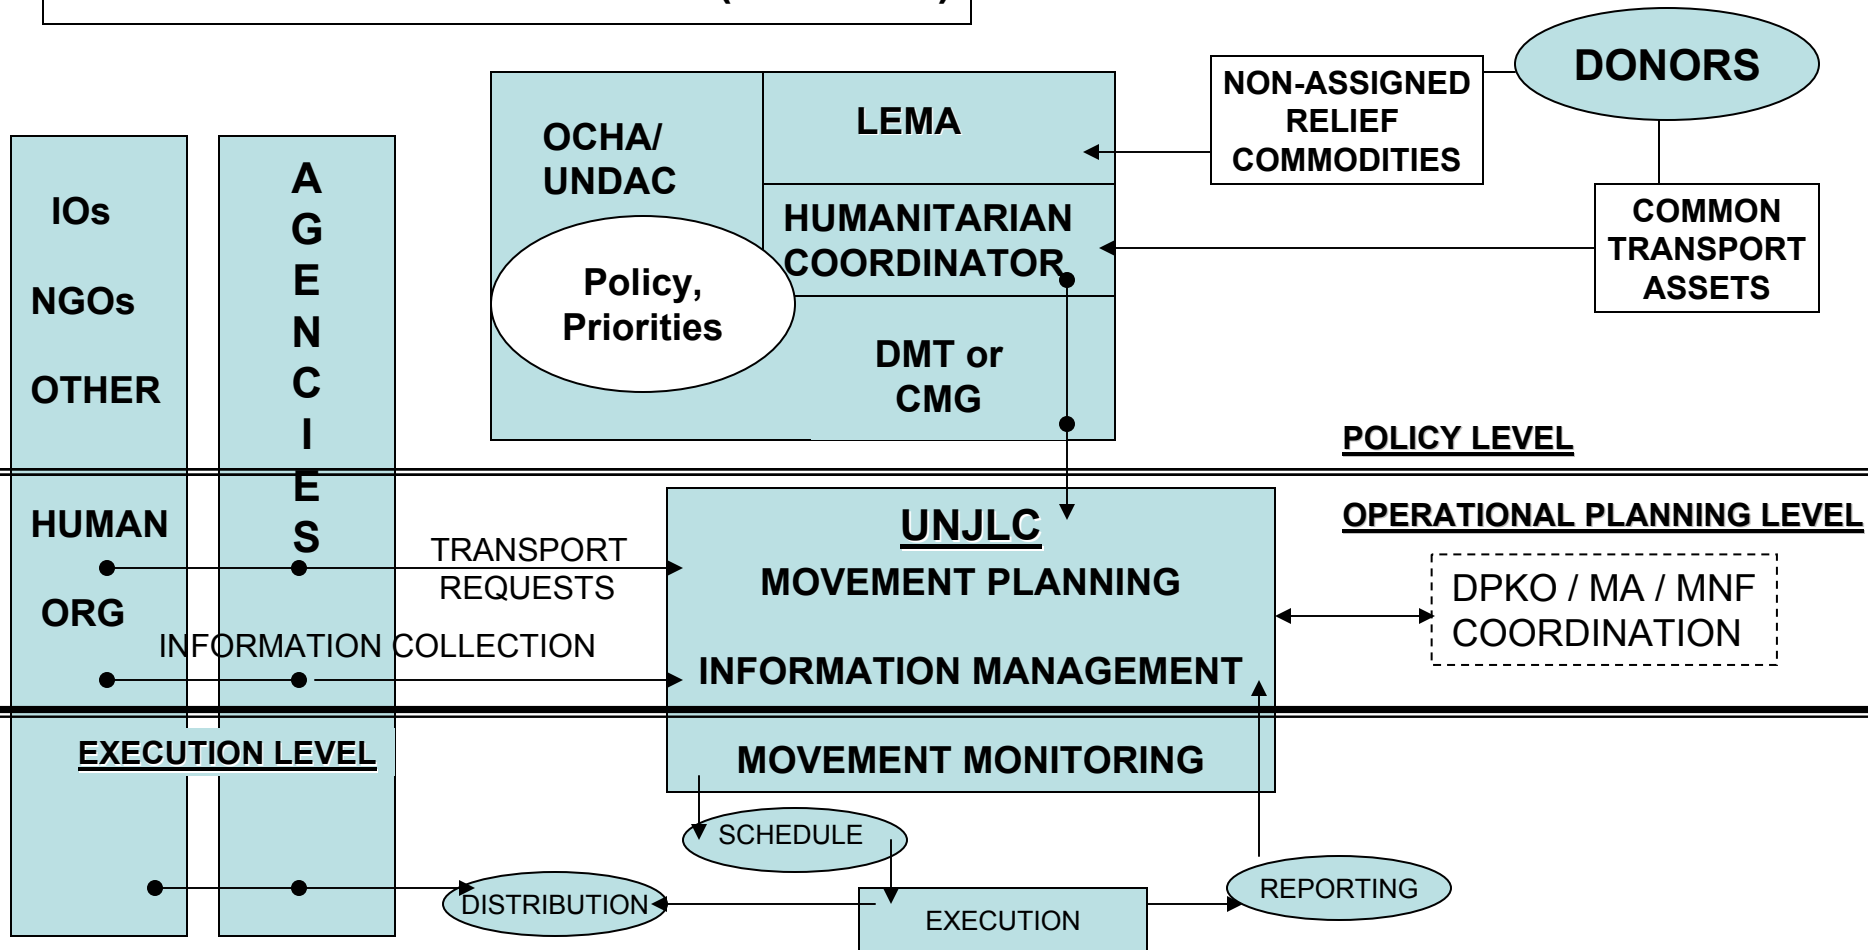 DONORS
NON-ASSIGNED
RELIEF
COMMODITIES
COMMON
TRANSPORT
ASSETS
OCHA/
UNDAC
LEMA
HUMANITARIAN
COORDINATOR
Policy,
Priorities
DMT or
CMG
IOs
NGOs
OTHER
A
G
E
N
C
I
E
S
POLICY LEVEL
HUMAN
ORG
TRANSPORT
REQUESTS
INFORMATION COLLECTION
UNJLC
MOVEMENT PLANNING
INFORMATION MANAGEMENT
MOVEMENT MONITORING
OPERATIONAL PLANNING LEVEL
DPKO / MA / MNF
COORDINATION
EXECUTION LEVEL
SCHEDULE
DISTRIBUTION
EXECUTION
REPORTING